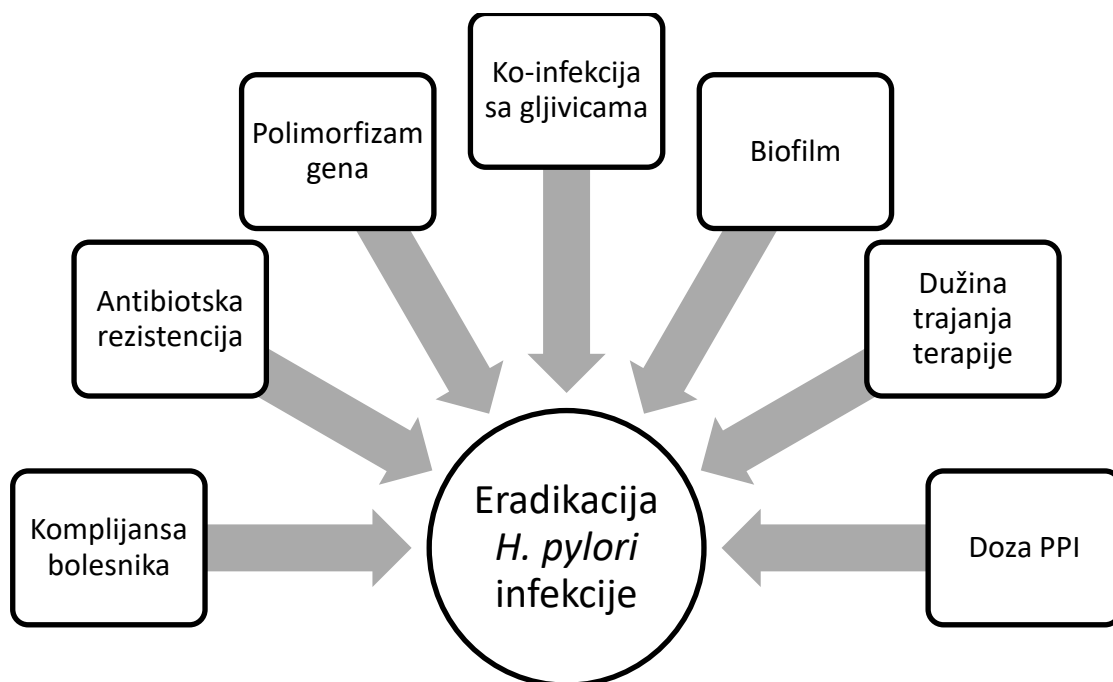 Ko-infekcija
sa gljivicama
Polimorfizam
gena
Biofilm
Antibiotska
rezistencija
Dužina
trajanja
terapije
Komplijansa
bolesnika
Eradikacija
H. pylori
infekcije
Doza PPI